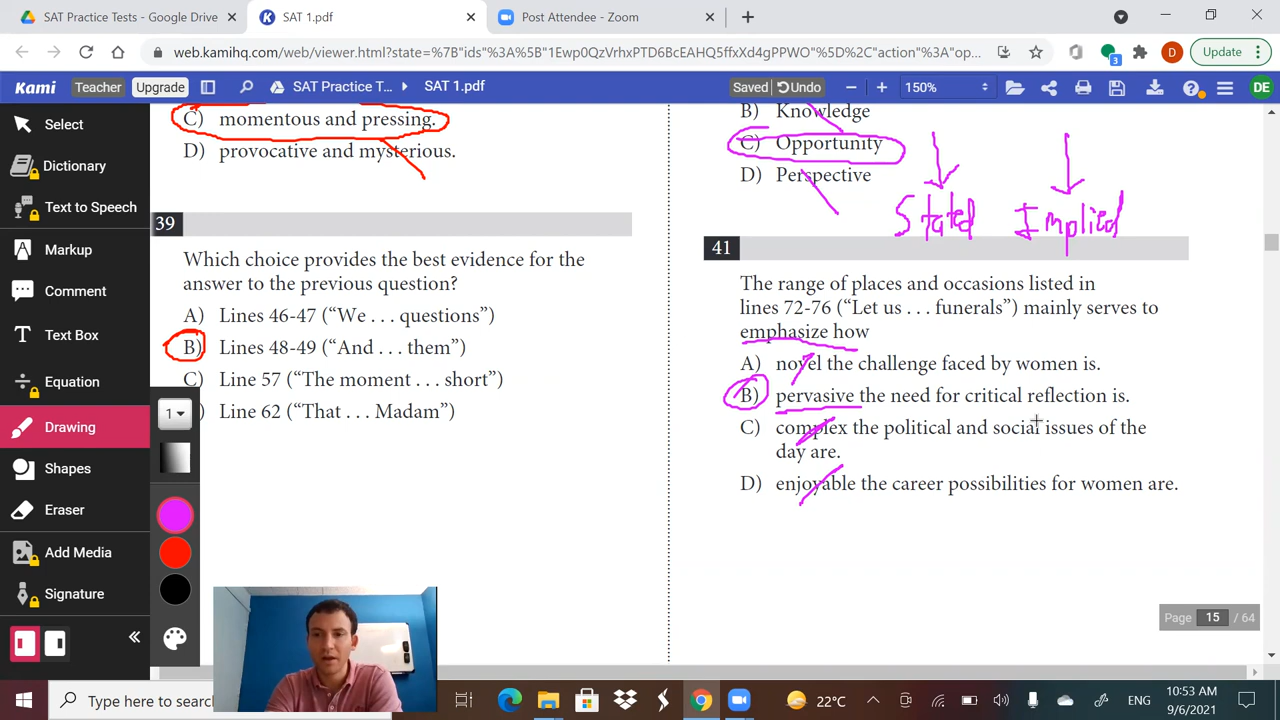 SAT Practice Tests - Google Drive
SAT 1.pdf
Post Attendee - Zoom
web.kamihq.com/web/viewer.html?state=%7B"ids"%3A%5B"1Ewp0QzVrhxPTD6BcEAHQ5ffxXd4gPPWO"%5D%2C"action"%3A"op...
3
D
Update
Kami
Teacher
Upgrade
SAT Practice T...
SAT 1.pdf
Saved
Undo
150%
DE
Select
Dictionary
Text to Speech
Markup
Comment
Text Box
Equation
Drawing
Shapes
Eraser
Add Media
Signature
1
C) momentous and pressing.
D) provocative and mysterious.
39
Which choice provides the best evidence for the
answer to the previous question?
A) Lines 46-47 (“We . . . questions”)
B) Lines 48-49 (“And . . . them”)
C) Line 57 (“The moment . . . short”)
Line 62 (“That . . . Madam”)
B) Knowledge
C) Opportunity
D) Perspective
Stated Implied
41
The range of places and occasions listed in
lines 72-76 (“Let us . . . funerals”) mainly serves to
emphasize how
A) novel the challenge faced by women is.
B) pervasive the need for critical reflection is.
C) complex the political and social issues of the
day are.
D) enjoyable the career possibilities for women are.
Page 15 / 64
Type here to search
22°C
ENG
10:53 AM
9/6/2021